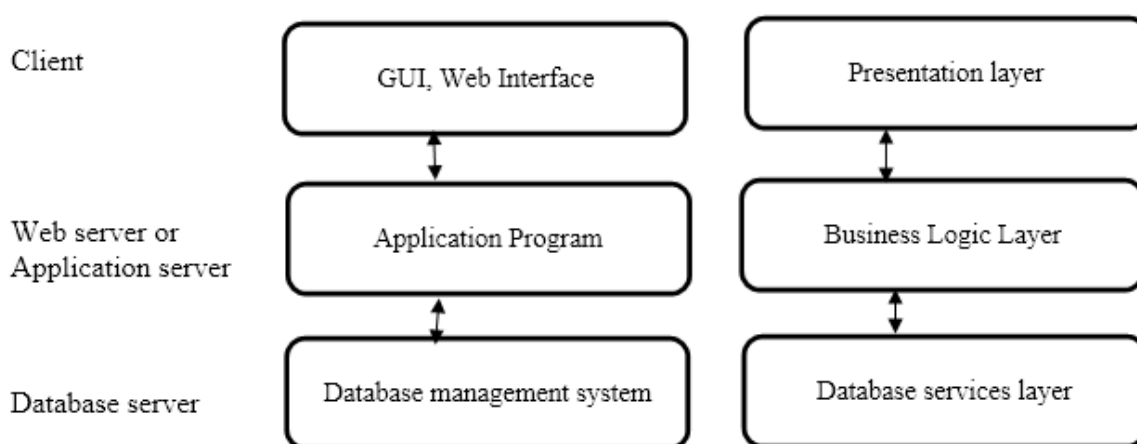 Client
GUI, Web Interface
Presentation layer
Web server or
Application server
Application Program
Business Logic Layer
Database server
Database management system
Database services layer